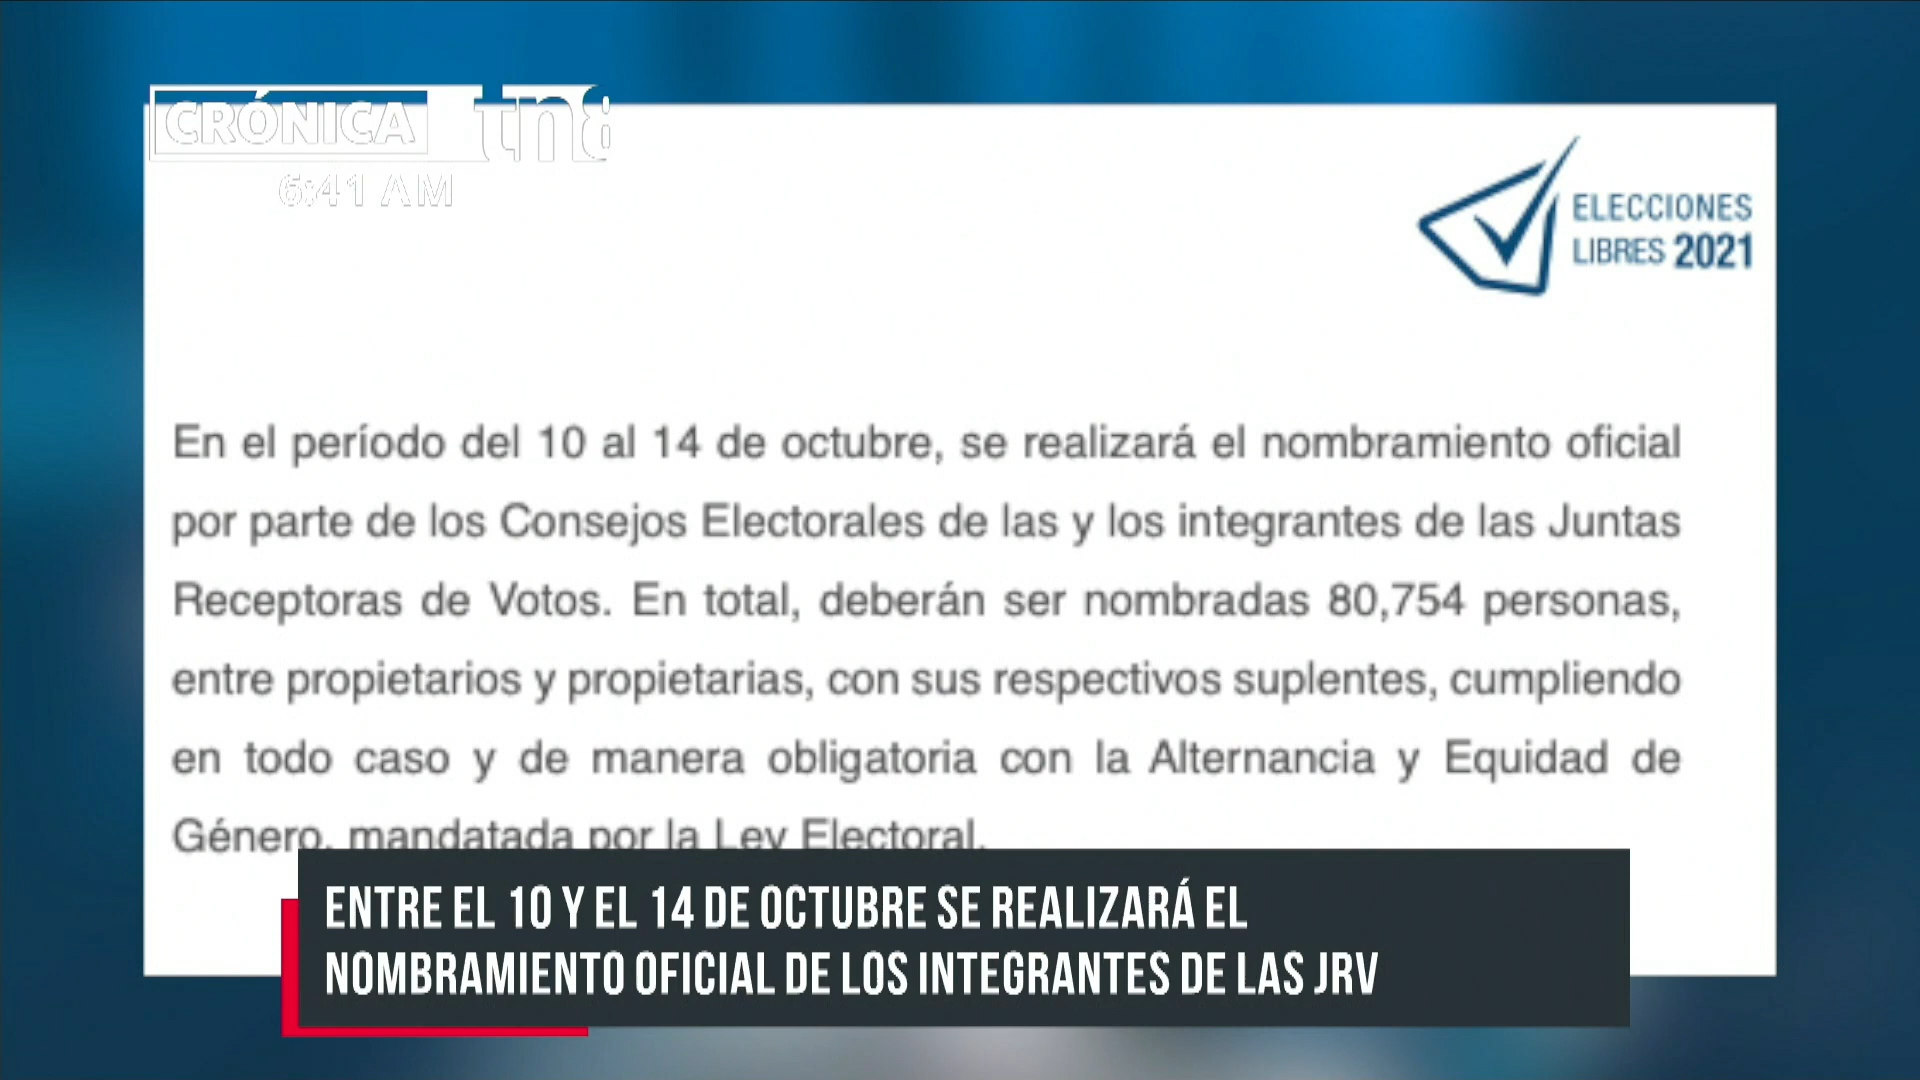 CRÓNICA tn8
6:41 AM
ELECCIONES
LIBRES 2021
En el período del 10 al 14 de octubre, se realizará el nombramiento oficial
por parte de los Consejos Electorales de las y los integrantes de las Juntas
Receptoras de Votos. En total, deberán ser nombradas 80,754 personas,
entre propietarios y propietarias, con sus respectivos suplentes, cumpliendo
en todo caso y de manera obligatoria con la Alternancia y Equidad de
Género, mandatada por la Ley Electoral.
ENTRE EL 10 Y EL 14 DE OCTUBRE SE REALIZARÁ EL
NOMBRAMIENTO OFICIAL DE LOS INTEGRANTES DE LAS JRV